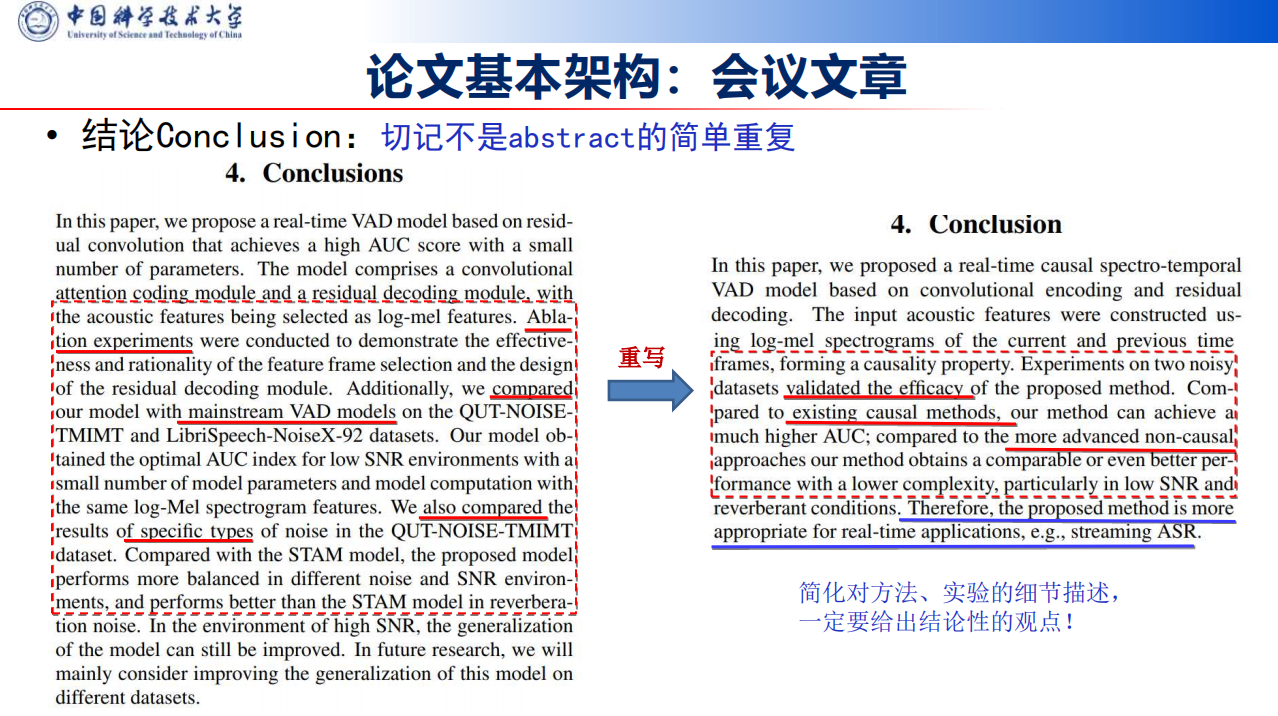 中国科学技术大学
University of Science and Technology of China
论文基本架构：会议文章
• 结论Conclusion：切记不是abstract的简单重复
4. Conclusions
In this paper, we propose a real-time VAD model based on resid-
ual convolution that achieves a high AUC score with a small
number of parameters. The model comprises a convolutional
attention coding module and a residual decoding module, with
the acoustic features being selected as log-mel features. Abla-
tion experiments were conducted to demonstrate the effective-
ness and rationality of the feature frame selection and the design
of the residual decoding module. Additionally, we compared
our model with mainstream VAD models on the QUT-NOISE-
TMIMT and LibriSpeech-NoiseX-92 datasets. Our model ob-
tained the optimal AUC index for low SNR environments with a
small number of model parameters and model computation with
the same log-Mel spectrogram features. We also compared the
results of specific types of noise in the QUT-NOISE-TMIMT
dataset. Compared with the STAM model, the proposed model
performs more balanced in different noise and SNR environ-
ments, and performs better than the STAM model in reverbera-
tion noise. In the environment of high SNR, the generalization
of the model can still be improved. In future research, we will
mainly consider improving the generalization of this model on
different datasets.
重写
4. Conclusion
In this paper, we proposed a real-time causal spectro-temporal
VAD model based on convolutional encoding and residual
decoding. The input acoustic features were constructed us-
ing log-mel spectrograms of the current and previous time
frames, forming a causality property. Experiments on two noisy
datasets validated the efficacy of the proposed method. Com-
pared to existing causal methods, our method can achieve a
much higher AUC; compared to the more advanced non-causal
approaches our method obtains a comparable or even better per-
formance with a lower complexity, particularly in low SNR and
reverberant conditions. Therefore, the proposed method is more
appropriate for real-time applications, e.g., streaming ASR.
简化对方法、实验的细节描述，
一定要给出结论性的观点！